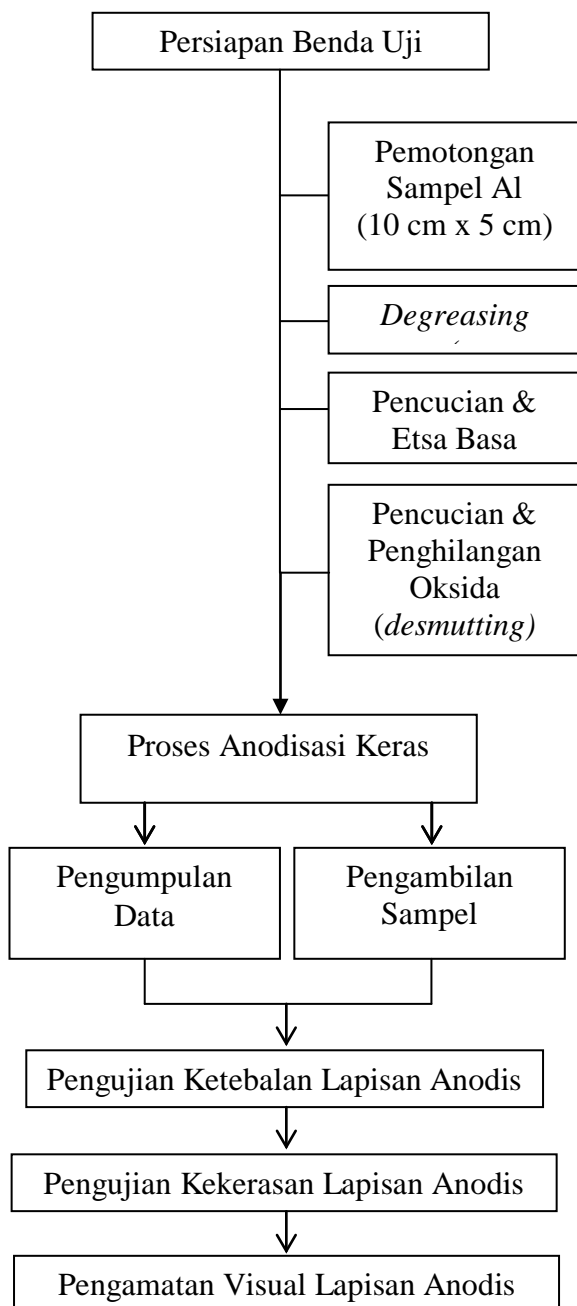 Persiapan Benda Uji
Pemotongan
Sampel Al
(10 cm x 5 cm)
Degreasing
Pencucian &
Etsa Basa
Pencucian &
Penghilangan
Oksida
(desmutting)
Proses Anodisasi Keras
Pengumpulan
Data
Pengambilan
Sampel
Pengujian Ketebalan Lapisan Anodis
Pengujian Kekerasan Lapisan Anodis
Pengamatan Visual Lapisan Anodis